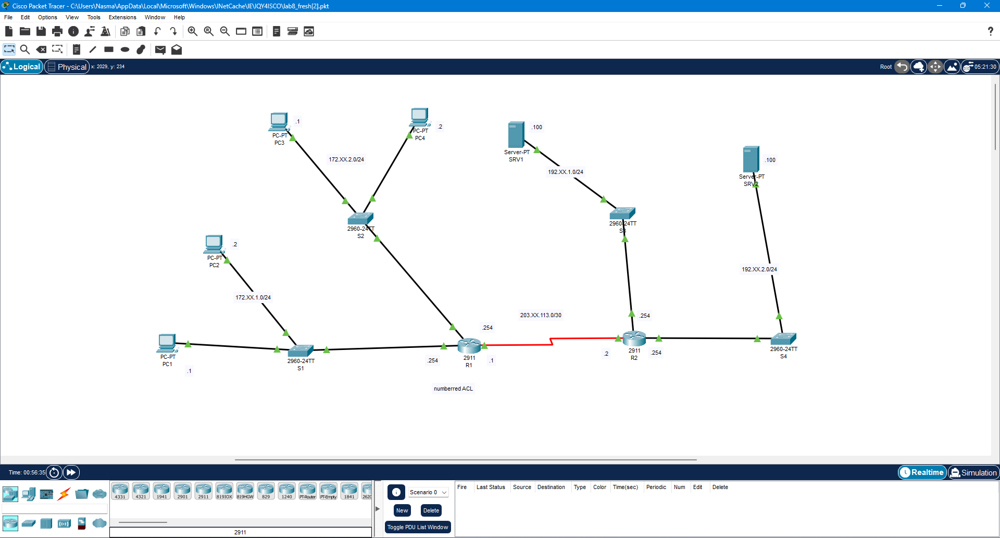 Cisco Packet Tracer - C:\Users\Nasma\AppData\Local\Microsoft\Windows\INetCache\IE\IQY4ISCO\lab8_fresh[2].pkt
File Edit Options View Tools Extensions Window Help
?
Logical Physical x: 2029, y: 234 Root 05:21:30
.1
PC-PT
PC3
.2
PC-PT
PC4
.100
Server-PT
SRV1
.100
Server-PT
SRV2
172.XX.2.0/24
192.XX.1.0/24
2960-24TT
S2
2960-24TT
S3
.2
PC-PT
PC2
192.XX.2.0/24
172.XX.1.0/24
203.XX.113.0/30
.254
.254
PC-PT
PC1
.1
2960-24TT
S1
.254
2911
R1
.1
.2
2911
R2
.254
2960-24TT
S4
numberred ACL
Time: 00:56:35 Realtime Simulation
4331 4321 1941 2901 2911 819IOX 819HGW 829 1240 PT-Router PT-Empty 1841 262
2911
Scenario 0
New Delete
Toggle PDU List Window
Fire Last Status Source Destination Type Color Time(sec) Periodic Num Edit Delete